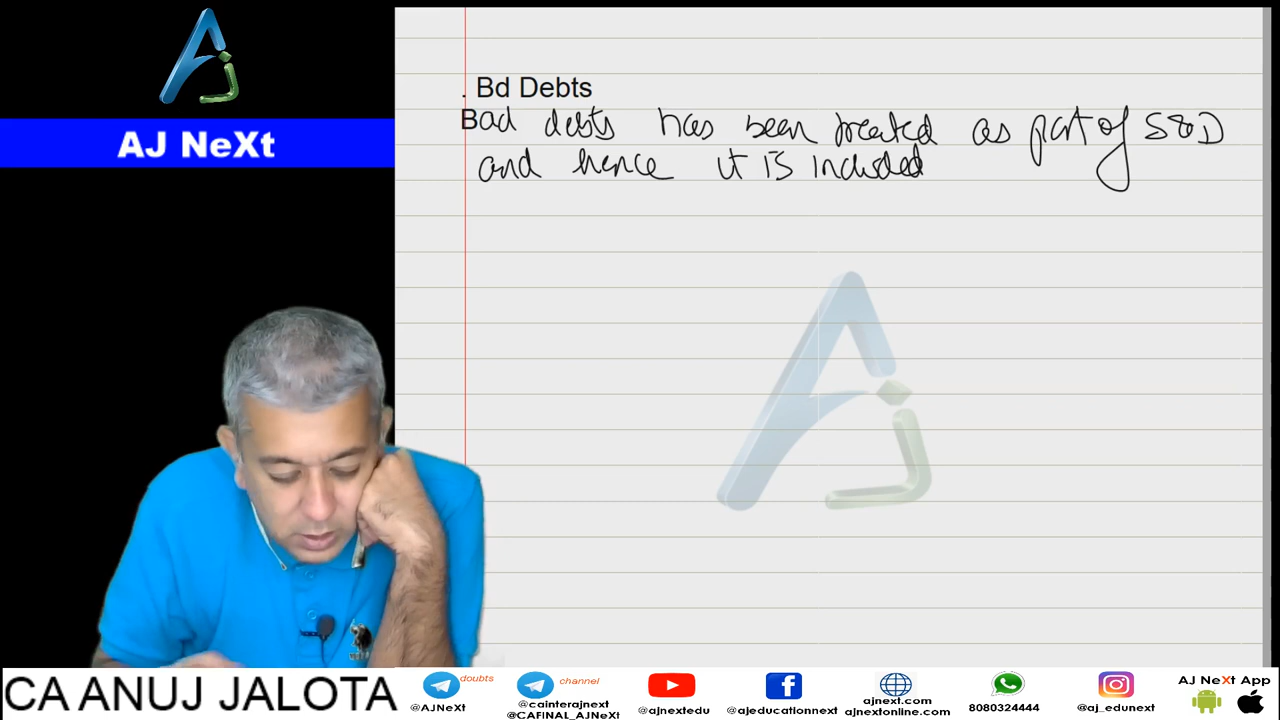 AJ NeXt
. Bd Debts
Bad debts has been treated as part of S&D
and hence it is included
CA ANUJ JALOTA
doubts
@AJNeXt
channel
@cainterajnext
@CAFINAL_AJNeXt
@ajnextedu
@ajeducationnext
ajnext.com
ajnextonline.com
8080324444
@aj_edunext
AJ NeXt App